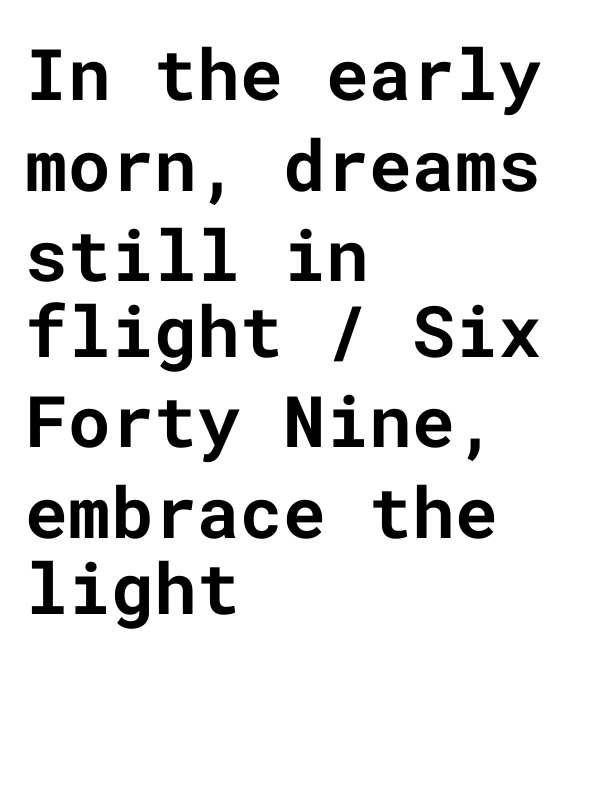 In the early
morn, dreams
still in
flight / Six
Forty Nine,
embrace the
light